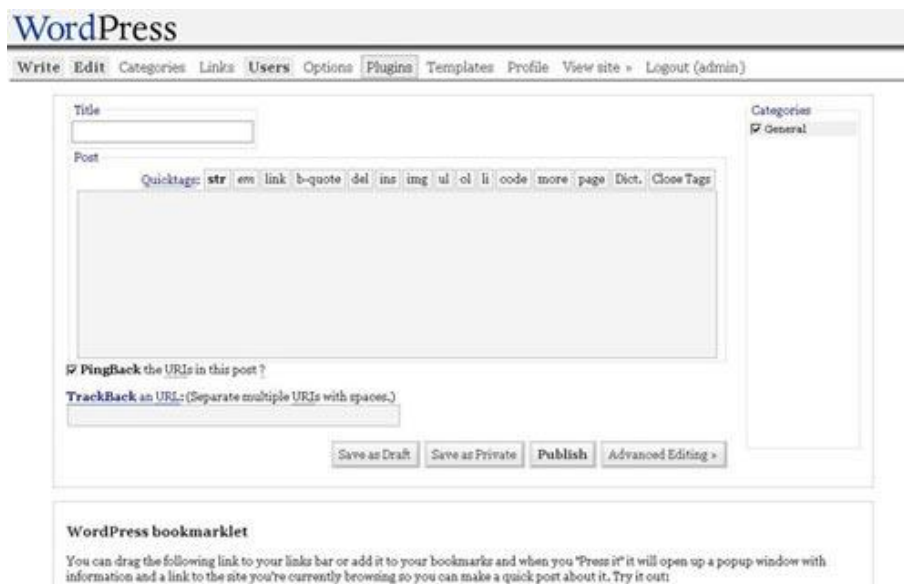 WordPress
Write Edit Categories Links Users Options Plugins Templates Profile View site » Logout (admin)
Title
Categories
General
Post
Quicktags: str em link b-quote del ins img ul ol li code more page Dict. Close Tags
PingBack the URIs in this post ?
TrackBack an URL: (Separate multiple URIs with spaces.)
Save as Draft Save as Private Publish Advanced Editing »
WordPress bookmarklet
You can drag the following link to your links bar or add it to your bookmarks and when you "Press it" it will open up a popup window with
information and a link to the site you're currently browsing so you can make a quick post about it. Try it out: